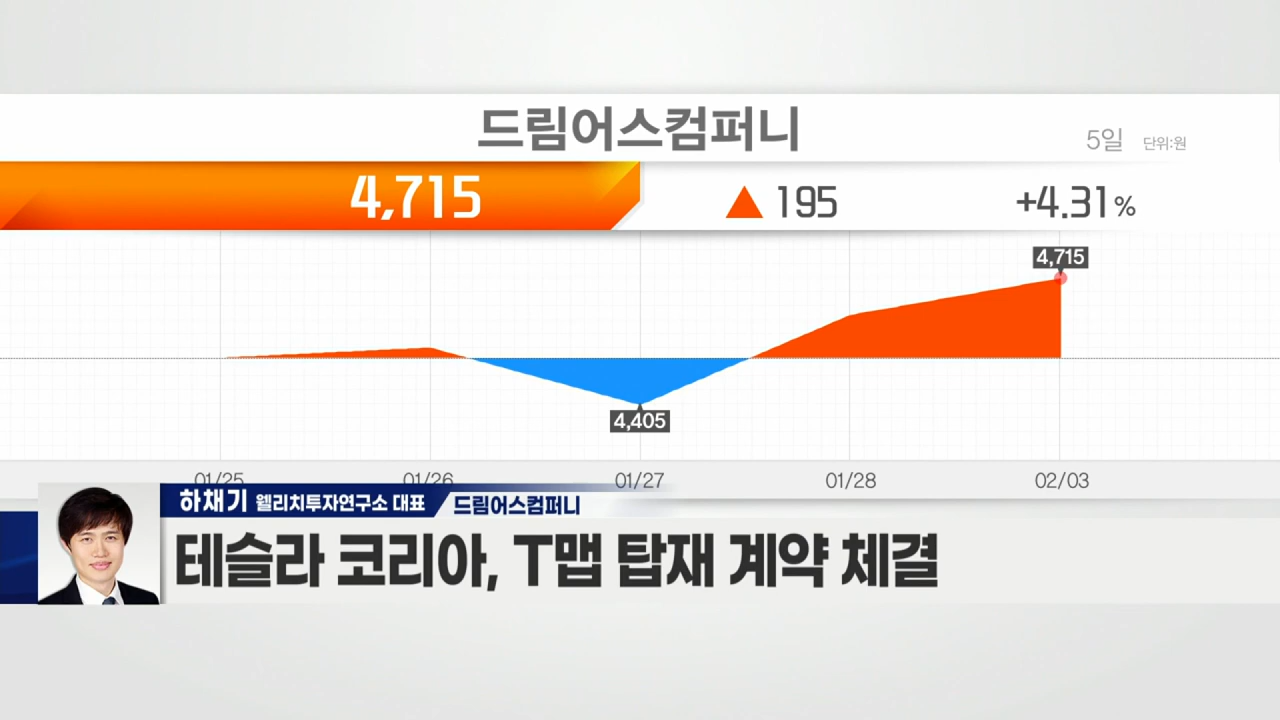 드림어스컴퍼니
5일 단위:원
4,715 ▲ 195 +4.31%
4,715
4,405
01/25 01/26 01/27 01/28 02/03
하채기 웰리치투자연구소 대표 드림어스컴퍼니
테슬라 코리아, T맵 탑재 계약 체결